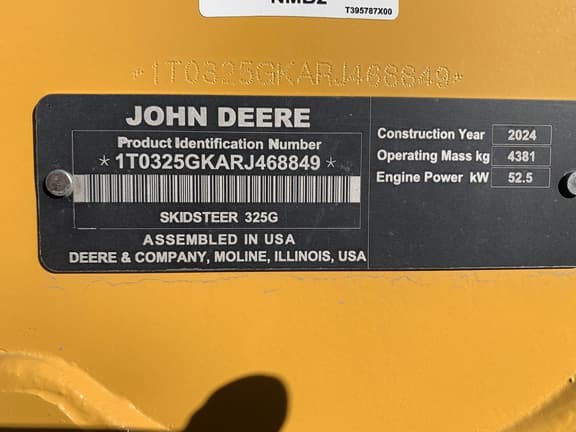 T395787X00
*1T0325GKARJ468849*
JOHN DEERE
Product Identification Number
*1T0325GKARJ468849*
SKIDSTEER 325G
ASSEMBLED IN USA
DEERE & COMPANY, MOLINE, ILLINOIS, USA
Construction Year 2024
Operating Mass kg 4381
Engine Power kW 52.5